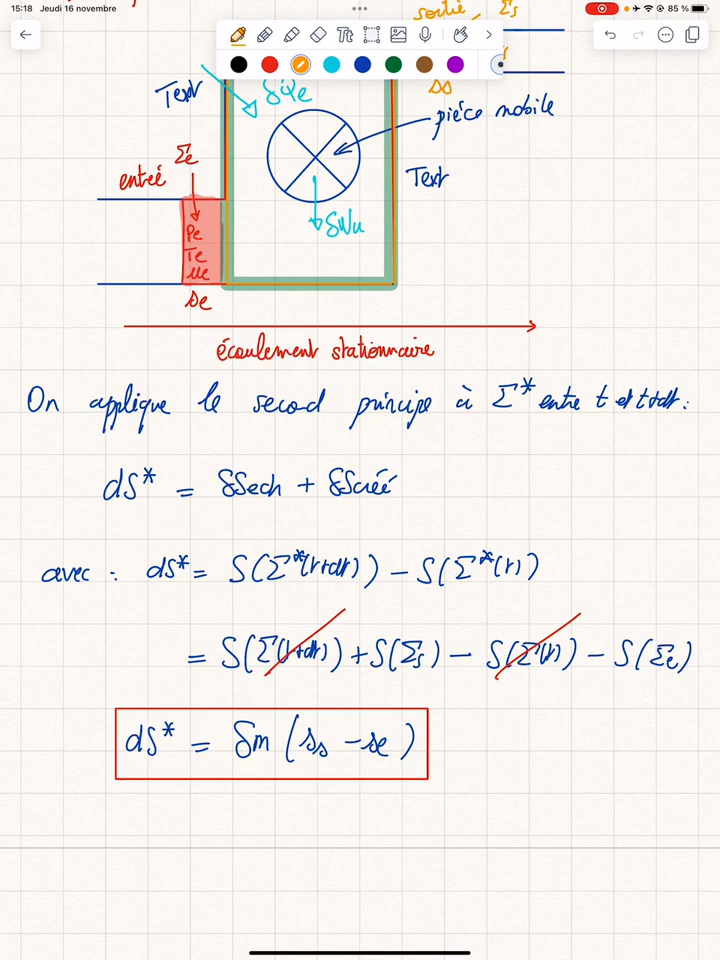 15:18 Jeudi 16 novembre
85 %
sortie, Σs
Tt
Text
δQe
ss
pièce mobile
Σe
entrée
Text
Pe
Te
ue
δWu
se
écoulement stationnaire
On applique le second principe à Σ* entre t et t+dt :
dS* = δSech + δScréé
avec : dS* = S(Σ*(t+dt)) - S(Σ*(t))
= S(Σ(t+dt)) + S(Σs) - S(Σ(t)) - S(Σe)
dS* = δm (ss - se)